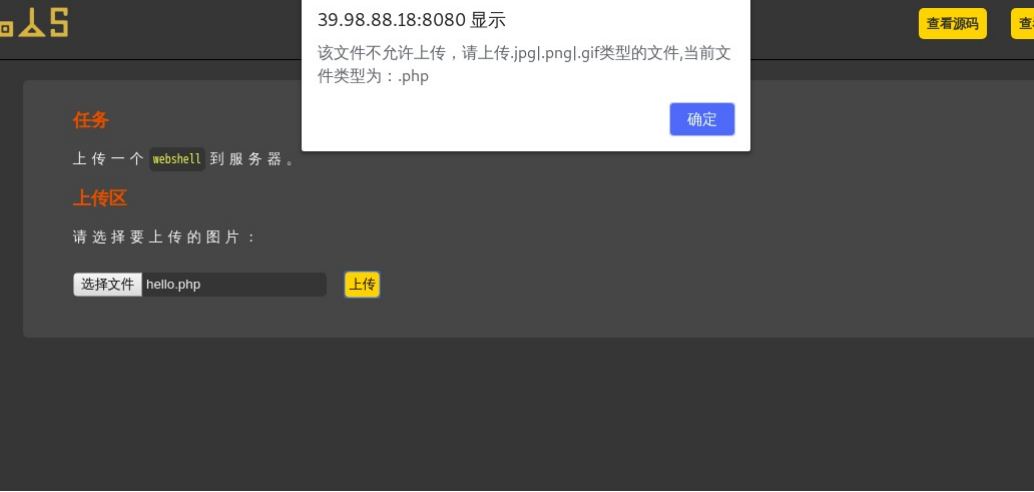 39.98.88.18:8080 显示
该文件不允许上传，请上传.jpg|.png|.gif类型的文件,当前文
件类型为：.php
确定
查看源码
查
任务
上传一个 webshell 到服务器。
上传区
请选择要上传的图片：
选择文件 hello.php 上传